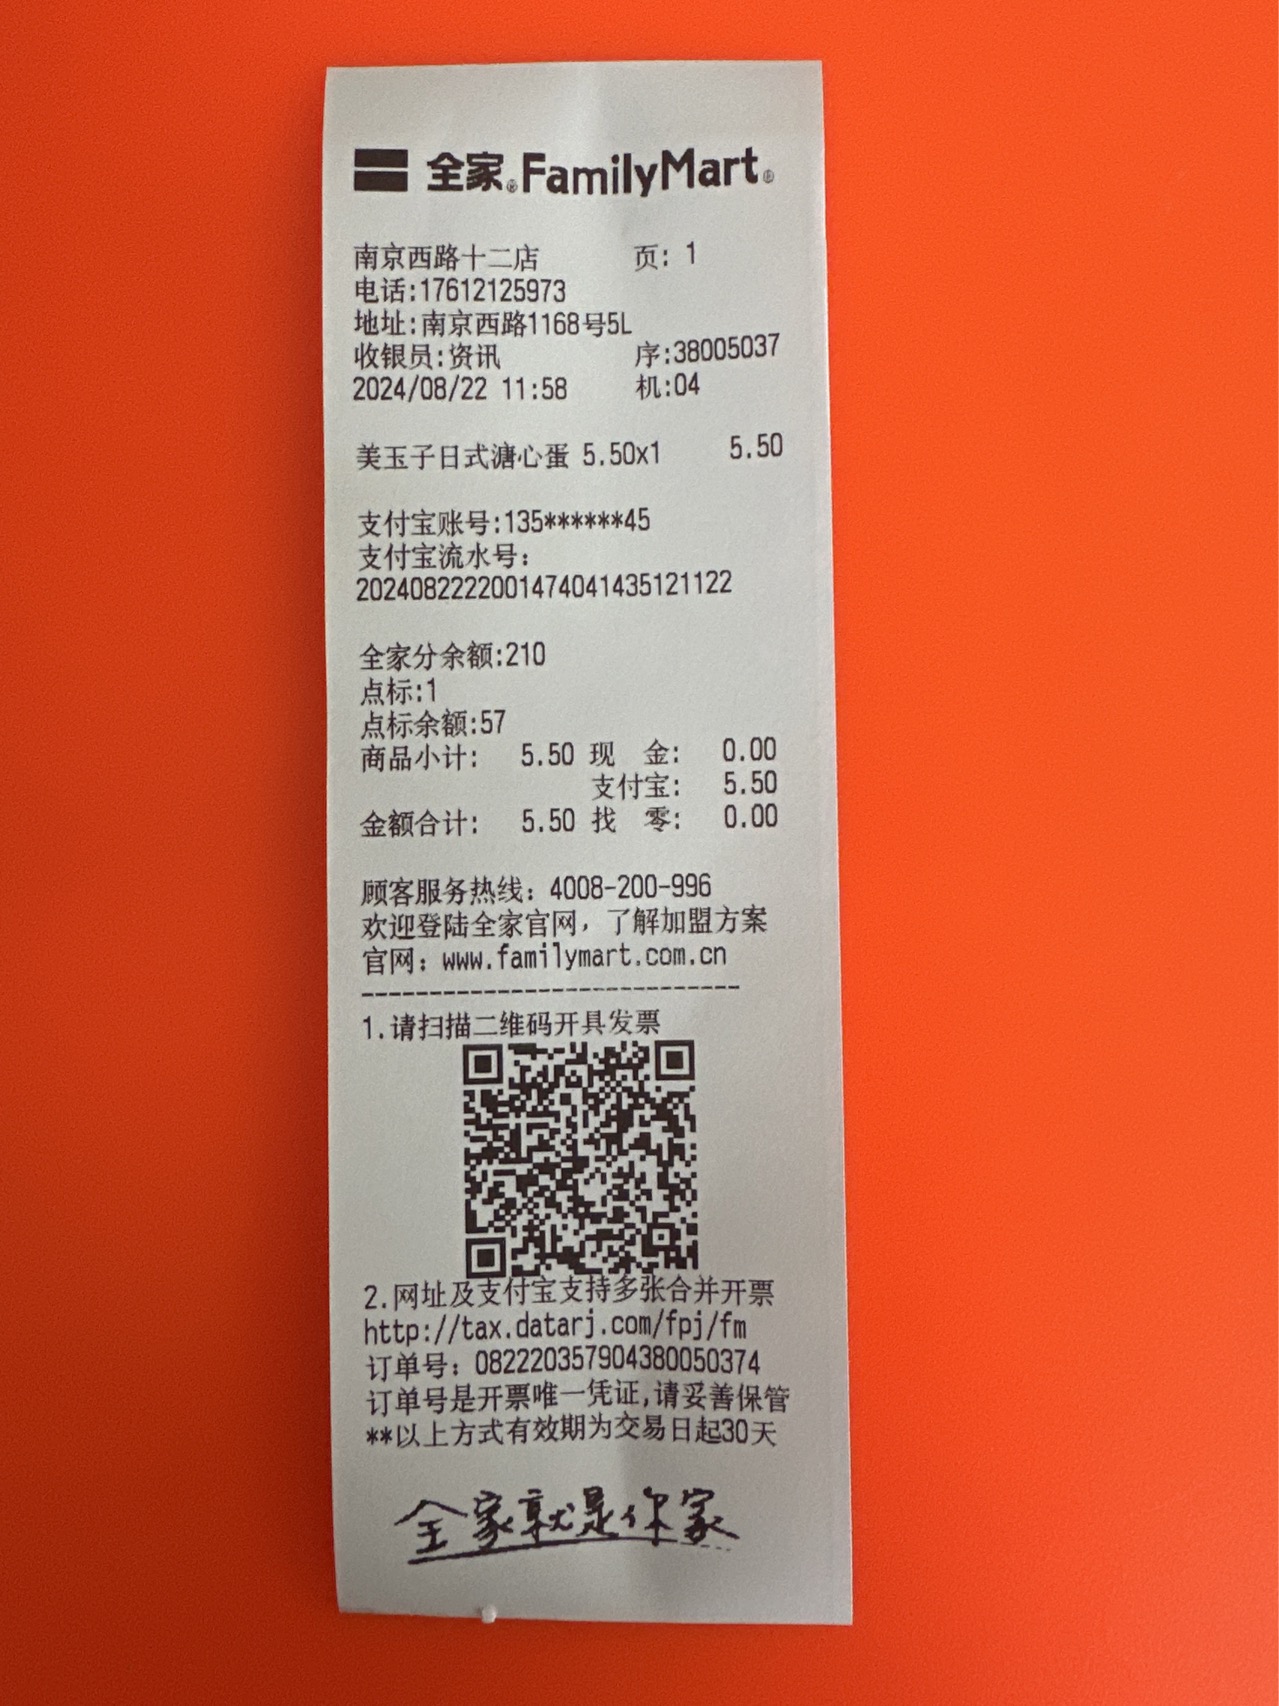 全家® FamilyMart®
南京西路十二店 页: 1
电话:17612125973
地址:南京西路1168号5L
收银员:资讯 序:38005037
2024/08/22 11:58 机:04
美玉子日式溏心蛋 5.50x1 5.50
支付宝账号:135******45
支付宝流水号:
2024082222001474041435121122
全家分余额:210
点标:1
点标余额:57
商品小计: 5.50 现 金: 0.00
支付宝: 5.50
金额合计: 5.50 找 零: 0.00
顾客服务热线: 4008-200-996
欢迎登陆全家官网, 了解加盟方案
官网: www.familymart.com.cn
----------------------------
1.请扫描二维码开具发票
2.网址及支付宝支持多张合并开票
http://tax.datarj.com/fpj/fm
订单号: 082220357904380050374
订单号是开票唯一凭证,请妥善保管
**以上方式有效期为交易日起30天
全家就是你家